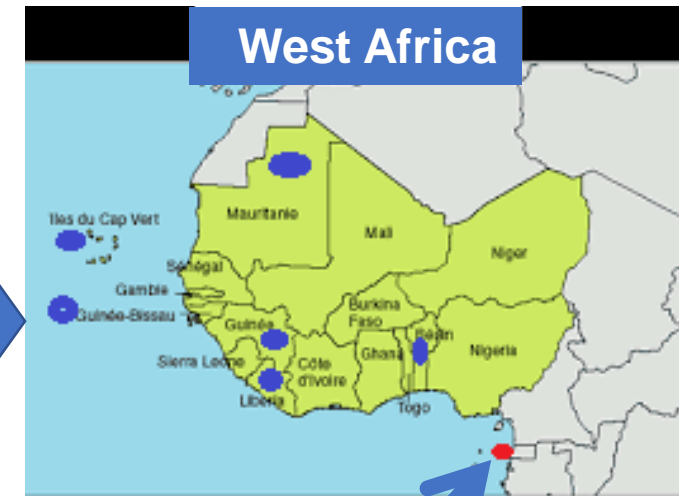 West Africa
Iles du Cap Vert
Mauritanie
Mali
Niger
Sénégal
Gambie
Guinée-Bissau
Guinée
Burkina
Faso
Bénin
Sierra Leone
Côte
d'Ivoire
Ghana
Nigeria
Liberia
Togo